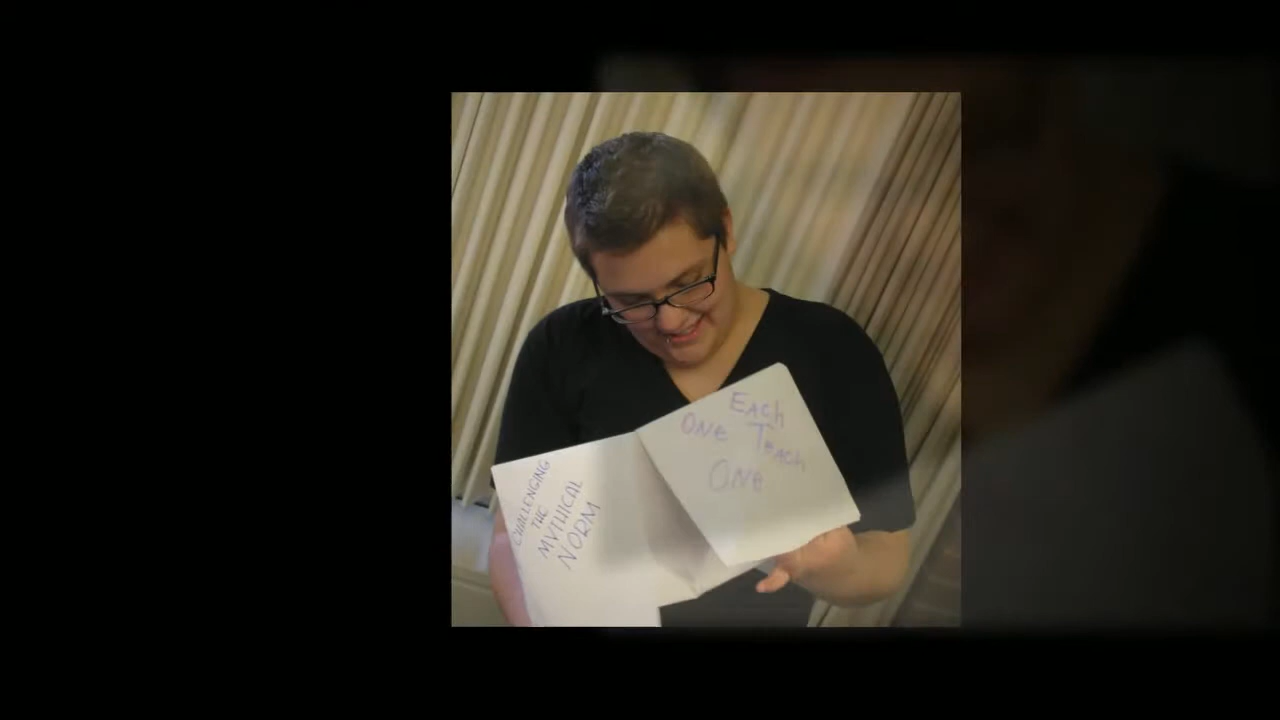 CHALLENGING
THE
MYTHICAL
NORM
EACh
ONe TeACh
ONe